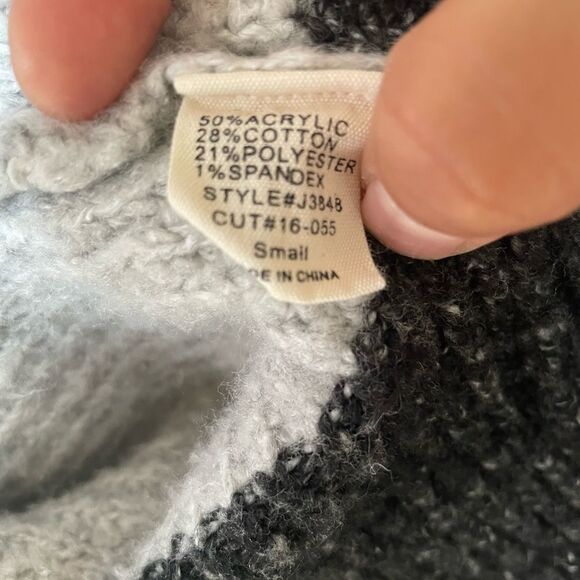 50%ACRYLIC
28%COTTON
21%POLYESTER
1%SPANDEX
STYLE#J3848
CUT#16-055
Small
DE IN CHINA